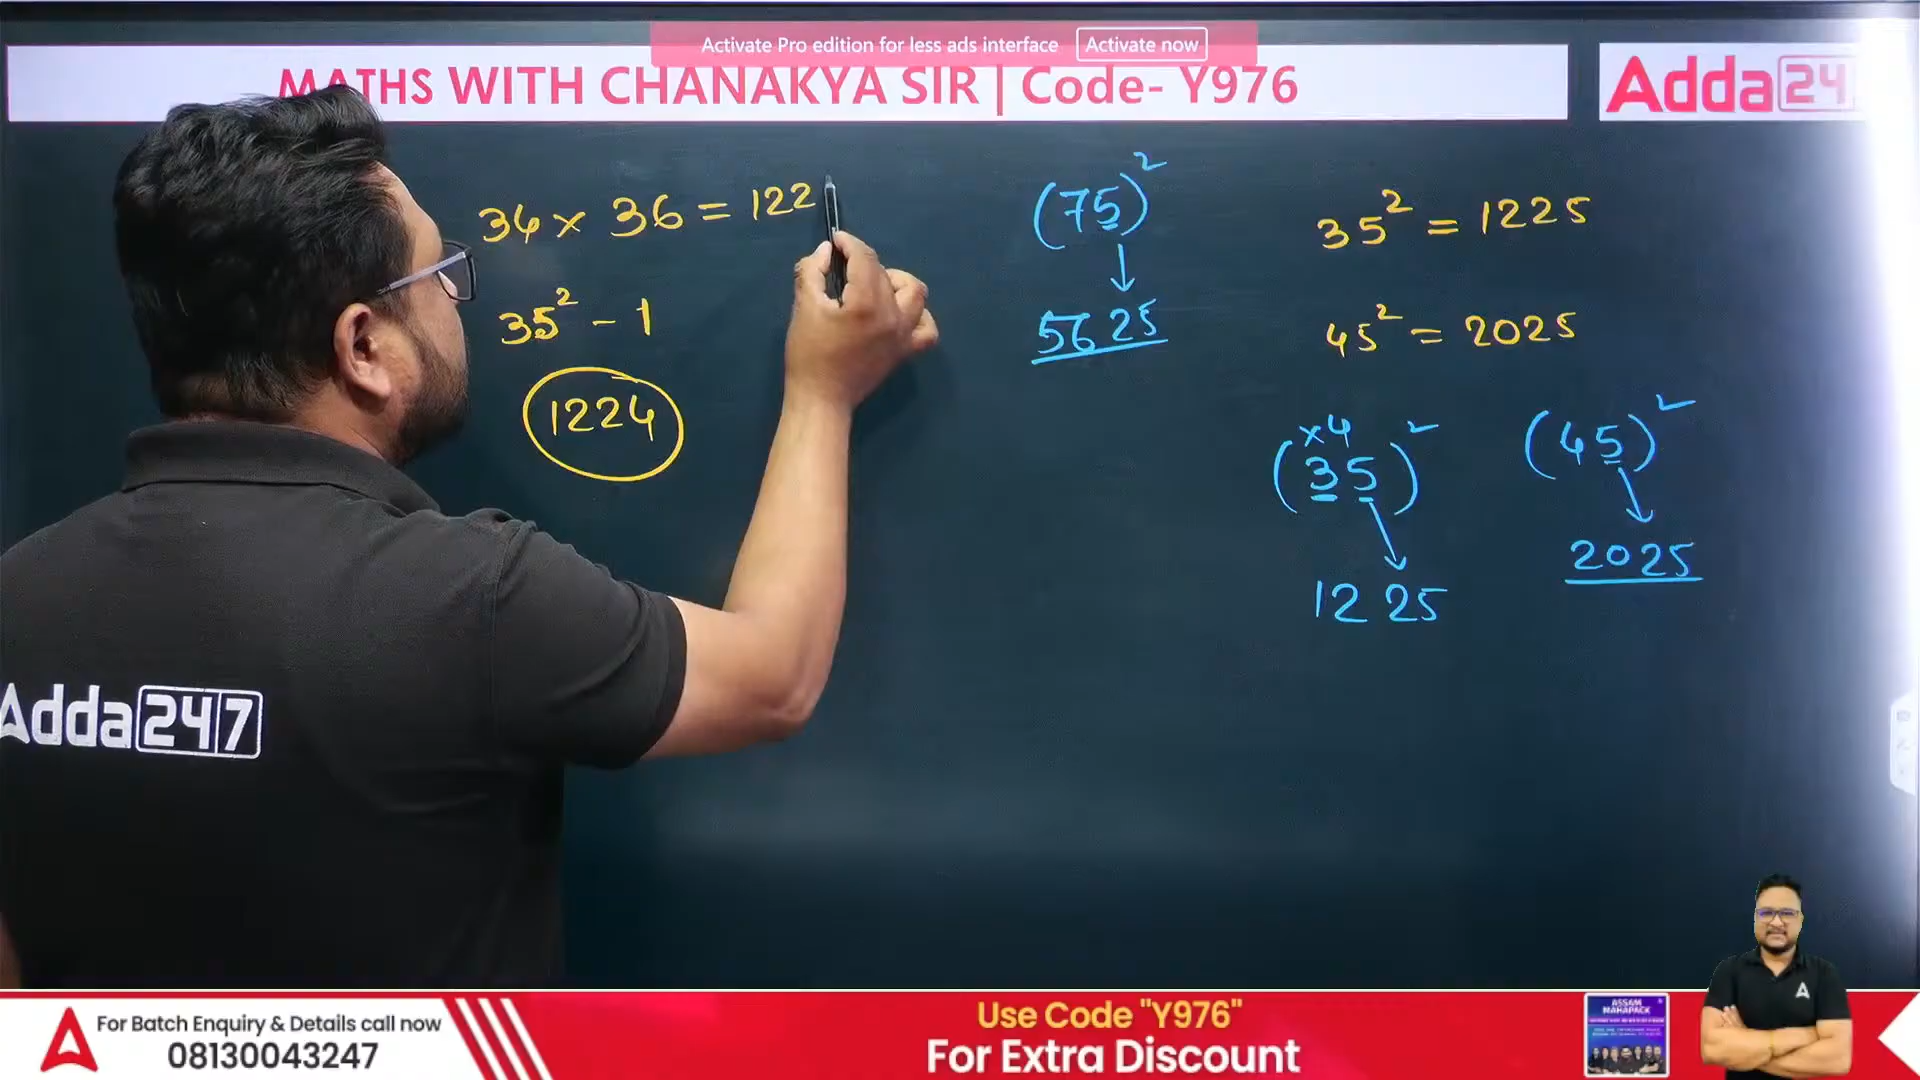 Activate Pro edition for less ads interface Activate now
MATHS WITH CHANAKYA SIR | Code- Y976
Adda24
34 × 36 = 122
35² - 1
1224
(75)²
5625
35² = 1225
45² = 2025
×4
(35)²
1225
(45)²
2025
Adda247
For Batch Enquiry & Details call now
08130043247
Use Code "Y976"
For Extra Discount
ASSAM
MAHAPACK